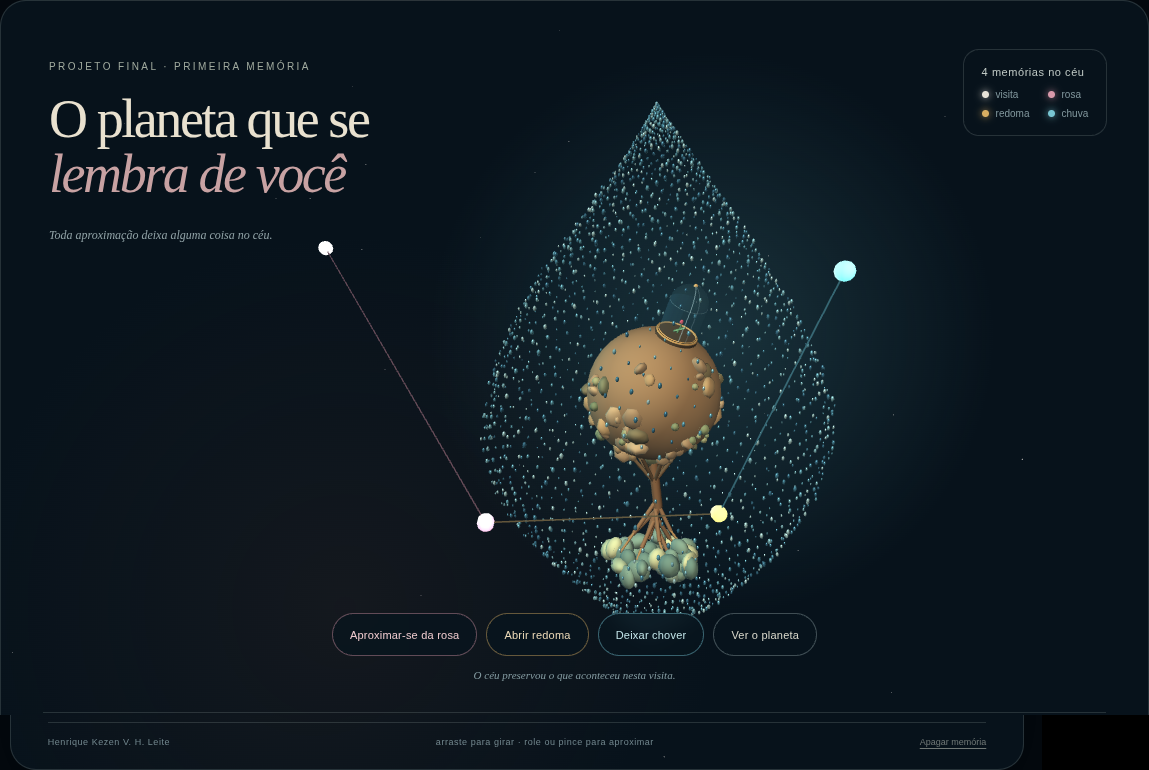 PROJETO FINAL · PRIMEIRA MEMÓRIA
O planeta que se
lembra de você
Toda aproximação deixa alguma coisa no céu.
4 memórias no céu
visita
rosa
redoma
chuva
Aproximar-se da rosa
Abrir redoma
Deixar chover
Ver o planeta
O céu preservou o que aconteceu nesta visita.
Henrique Kezen V. H. Leite
arraste para girar · role ou pince para aproximar
Apagar memória